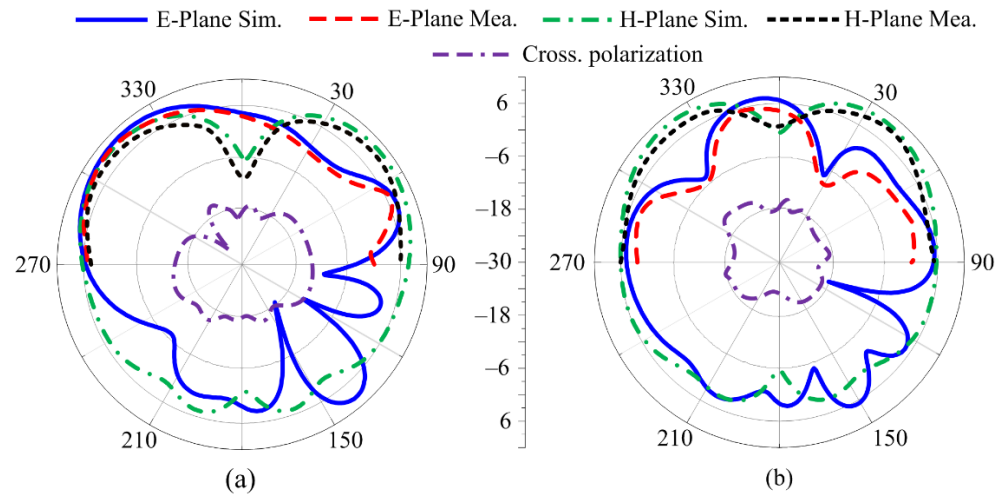 E-Plane Sim. E-Plane Mea. H-Plane Sim. H-Plane Mea.
Cross. polarization
330 30 330 30
6
−6
−18
270 90 −30 270 90
−18
−6
6
210 150 210 150
(a) (b)